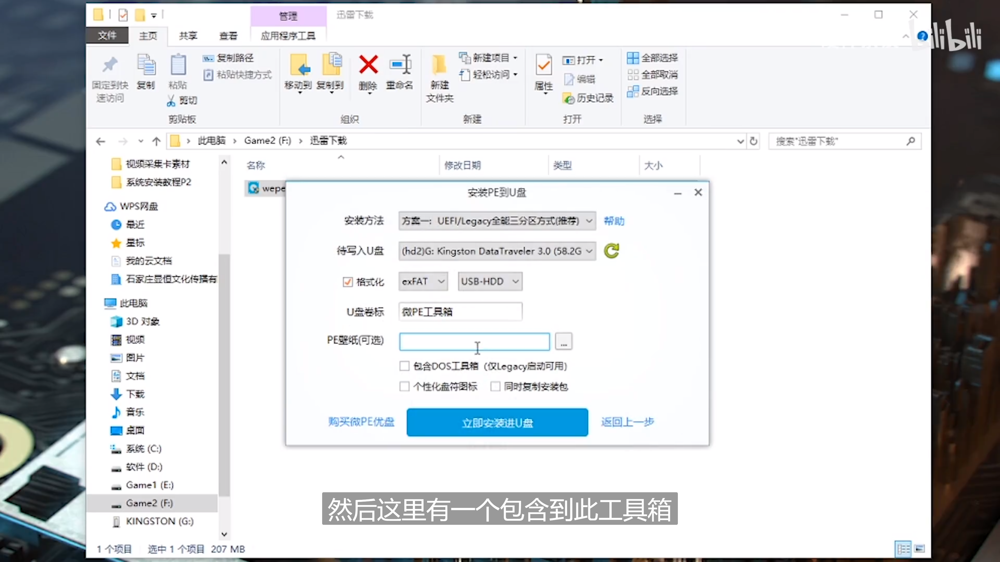 管理
迅雷下载
文件
主页
共享
查看
应用程序工具
bilibili
固定到快
速访问
复制
粘贴
复制路径
粘贴快捷方式
剪切
剪贴板
移动到
复制到
删除
重命名
组织
新建
文件夹
新建项目
轻松访问
新建
属性
打开
编辑
历史记录
打开
全部选择
全部取消
反向选择
选择
此电脑 › Game2 (F:) › 迅雷下载
搜索"迅雷下载"
视频采集卡素材
系统安装教程P2
WPS网盘
最近
星标
我的云文档
石家庄显恒文化传播有
此电脑
3D 对象
视频
图片
文档
下载
音乐
桌面
系统 (C:)
软件 (D:)
Game1 (E:)
Game2 (F:)
KINGSTON (G:)
名称
修改日期
类型
大小
wepe
安装PE到U盘
安装方法
方案一：UEFI/Legacy全能三分区方式(推荐)
帮助
待写入U盘
(hd2)G: Kingston DataTraveler 3.0 (58.2G
格式化
exFAT
USB-HDD
U盘卷标
微PE工具箱
PE壁纸(可选)
...
包含DOS工具箱（仅Legacy启动可用)
个性化盘符图标
同时复制安装包
购买微PE优盘
立即安装进U盘
返回上一步
然后这里有一个包含到此工具箱
1 个项目
选中 1 个项目 207 MB